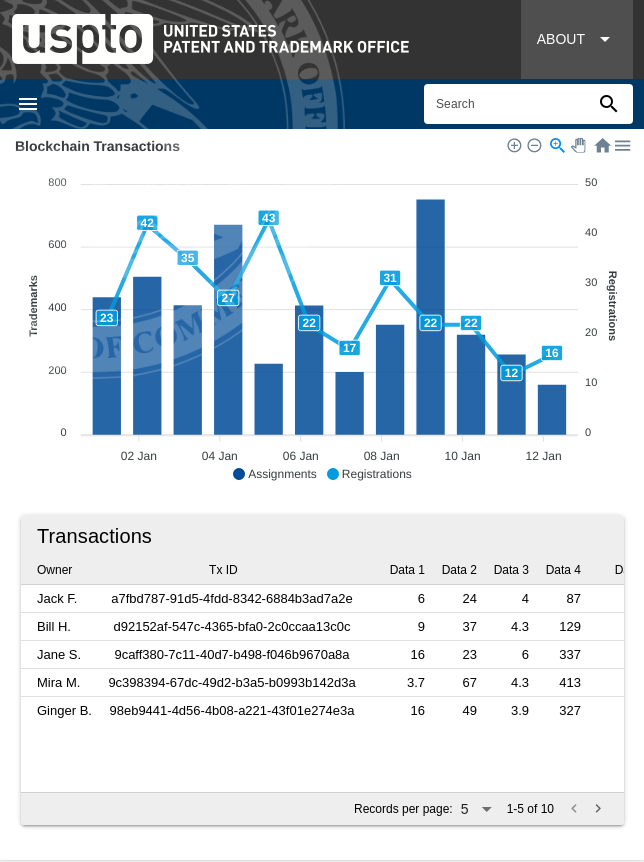 uspto
UNITED STATES
PATENT AND TRADEMARK OFFICE
ABOUT
Search
Blockchain Transactions
800
600
400
200
0
Trademarks
50
40
30
20
10
0
Registrations
23
42
35
27
43
22
17
31
22
22
12
16
02 Jan 04 Jan 06 Jan 08 Jan 10 Jan 12 Jan
Assignments Registrations
OF COMM
Transactions
Owner Tx ID Data 1 Data 2 Data 3 Data 4
Jack F. a7fbd787-91d5-4fdd-8342-6884b3ad7a2e 6 24 4 87
Bill H. d92152af-547c-4365-bfa0-2c0ccaa13c0c 9 37 4.3 129
Jane S. 9caff380-7c11-40d7-b498-f046b9670a8a 16 23 6 337
Mira M. 9c398394-67dc-49d2-b3a5-b0993b142d3a 3.7 67 4.3 413
Ginger B. 98eb9441-4d56-4b08-a221-43f01e274e3a 16 49 3.9 327
Records per page: 5 1-5 of 10